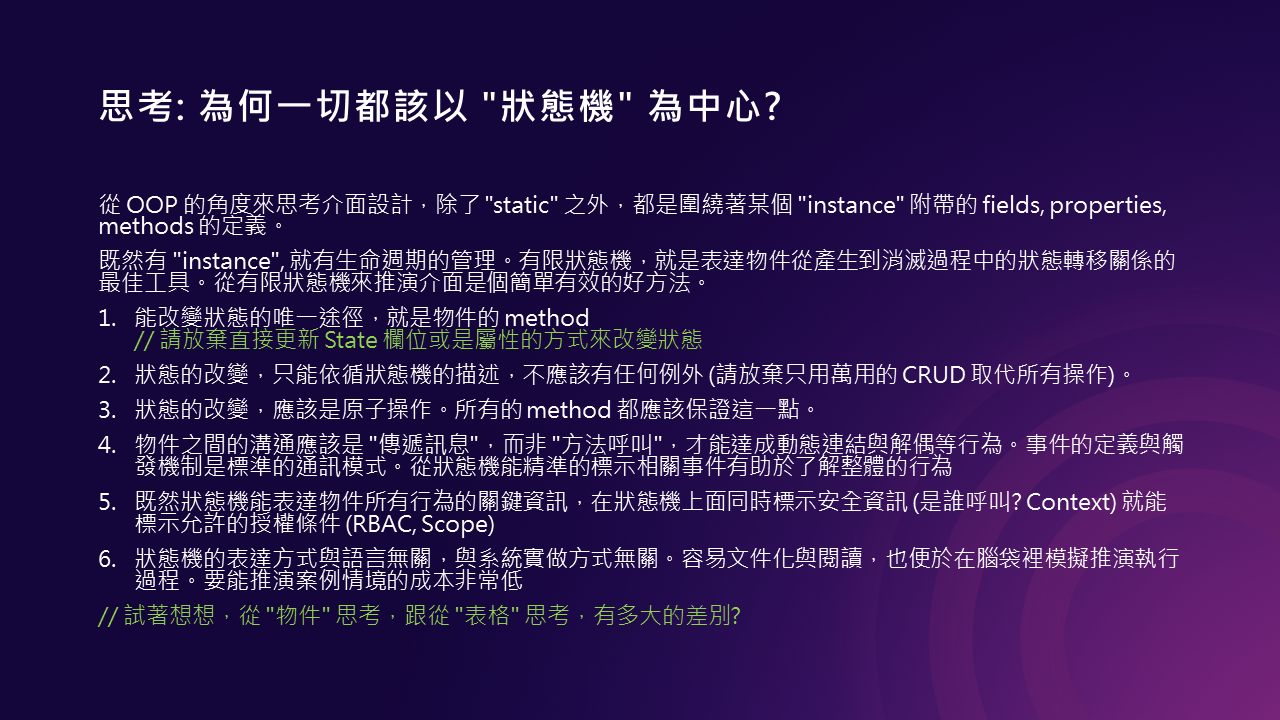 思考: 為何一切都該以 "狀態機" 為中心?
從 OOP 的角度來思考介面設計，除了 "static" 之外，都是圍繞著某個 "instance" 附帶的 fields, properties,
methods 的定義。
既然有 "instance", 就有生命週期的管理。有限狀態機，就是表達物件從產生到消滅過程中的狀態轉移關係的
最佳工具。從有限狀態機來推演介面是個簡單有效的好方法。
1. 能改變狀態的唯一途徑，就是物件的 method
// 請放棄直接更新 State 欄位或是屬性的方式來改變狀態
2. 狀態的改變，只能依循狀態機的描述，不應該有任何例外 (請放棄只用萬用的 CRUD 取代所有操作)。
3. 狀態的改變，應該是原子操作。所有的 method 都應該保證這一點。
4. 物件之間的溝通應該是 "傳遞訊息"，而非 "方法呼叫"，才能達成動態連結與解偶等行為。事件的定義與觸
發機制是標準的通訊模式。從狀態機能精準的標示相關事件有助於了解整體的行為
5. 既然狀態機能表達物件所有行為的關鍵資訊，在狀態機上面同時標示安全資訊 (是誰呼叫? Context) 就能
標示允許的授權條件 (RBAC, Scope)
6. 狀態機的表達方式與語言無關，與系統實做方式無關。容易文件化與閱讀，也便於在腦袋裡模擬推演執行
過程。要能推演案例情境的成本非常低
// 試著想想，從 "物件" 思考，跟從 "表格" 思考，有多大的差別?